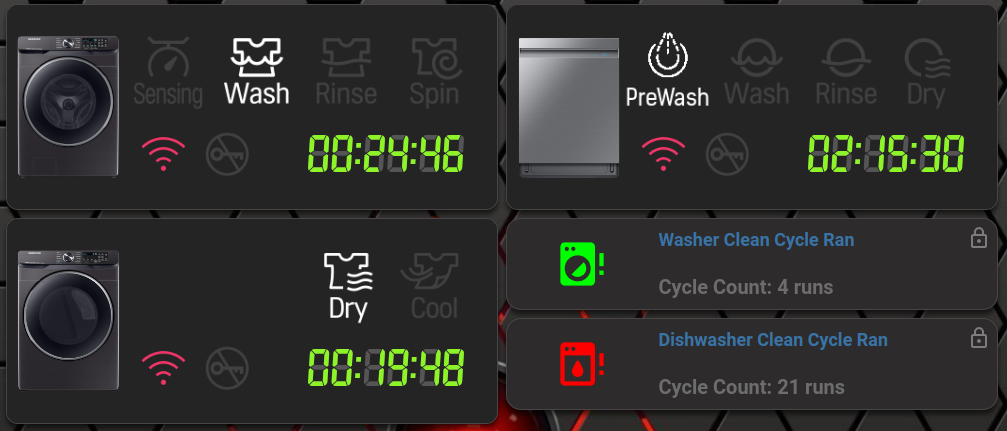 Sensing Wash Rinse Spin
00:24:46
PreWash Wash Rinse Dry
02:15:30
Dry Cool
00:19:48
Washer Clean Cycle Ran
Cycle Count: 4 runs
Dishwasher Clean Cycle Ran
Cycle Count: 21 runs